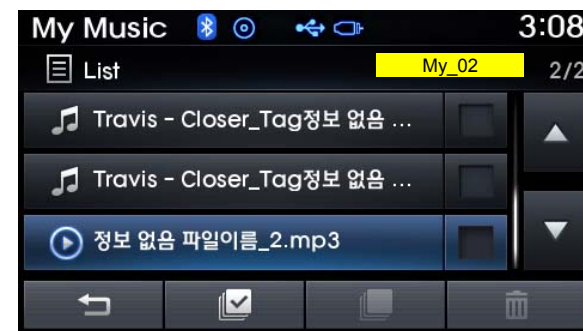 My Music 3:08
List My_02 2/2
Travis - Closer_Tag정보 없음 ...
Travis - Closer_Tag정보 없음 ...
정보 없음 파일이름_2.mp3